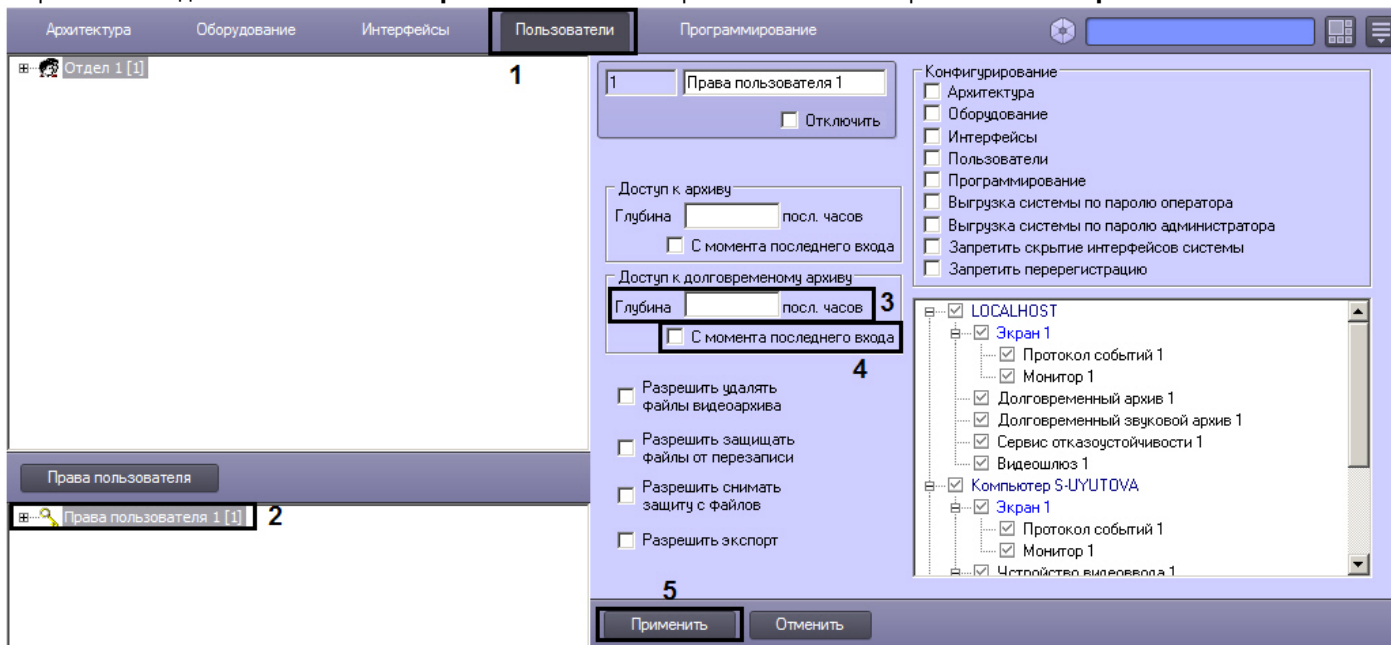 Архитектура Оборудование Интерфейсы Пользователи Программирование
1
Отдел 1 [1]
Права пользователя
Права пользователя 1 [1] 2
1 Права пользователя 1
Отключить
Доступ к архиву
Глубина посл. часов
С момента последнего входа
Доступ к долговременому архиву
Глубина посл. часов 3
С момента последнего входа
4
Разрешить удалять
файлы видеоархива
Разрешить защищать
файлы от перезаписи
Разрешить снимать
защиту с файлов
Разрешить экспорт
Конфигурирование
Архитектура
Оборудование
Интерфейсы
Пользователи
Программирование
Выгрузка системы по паролю оператора
Выгрузка системы по паролю администратора
Запретить скрытие интерфейсов системы
Запретить перерегистрацию
LOCALHOST
Экран 1
Протокол событий 1
Монитор 1
Долговременный архив 1
Долговременный звуковой архив 1
Сервис отказоустойчивости 1
Видеошлюз 1
Компьютер S-UYUTOVA
Экран 1
Протокол событий 1
Монитор 1
Устройство видеоввода 1
5
Применить Отменить